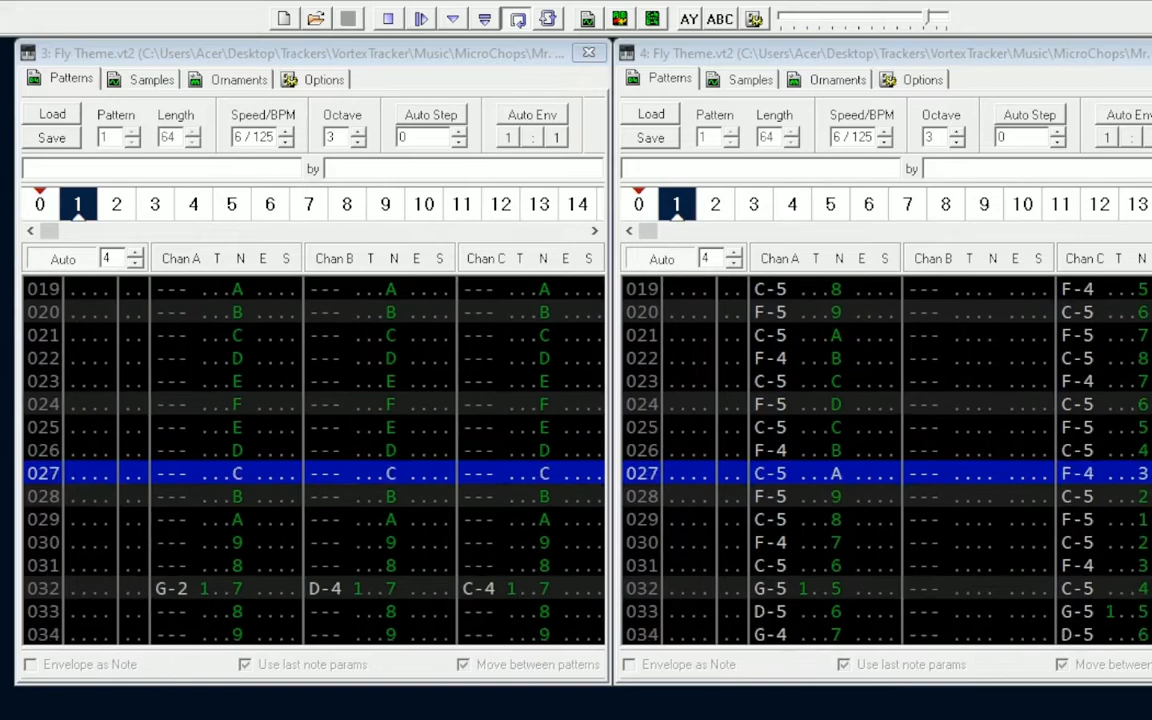 AY ABC
3: Fly Theme.vt2 (C:\Users\Acer\Desktop\Trackers\VortexTracker\Music\MicroChops\Mr. ...
4: Fly Theme.vt2 (C:\Users\Acer\Desktop\Trackers\VortexTracker\Music\MicroChops\Mr.
Patterns Samples Ornaments Options
Patterns Samples Ornaments Options
Load Pattern Length Speed/BPM Octave Auto Step Auto Env
Save 1 64 6 / 125 3 0 1 : 1
Load Pattern Length Speed/BPM Octave Auto Step Auto Env
Save 1 64 6 / 125 3 0 1 :
by
by
0 1 2 3 4 5 6 7 8 9 10 11 12 13 14
0 1 2 3 4 5 6 7 8 9 10 11 12 13
Auto 4 Chan A T N E S Chan B T N E S Chan C T N E S
Auto 4 Chan A T N E S Chan B T N E S Chan C T N
019 .... .. --- ...A .... --- ...A .... --- ...A ....
020 .... .. --- ...B .... --- ...B .... --- ...B ....
021 .... .. --- ...C .... --- ...C .... --- ...C ....
022 .... .. --- ...D .... --- ...D .... --- ...D ....
023 .... .. --- ...E .... --- ...E .... --- ...E ....
024 .... .. --- ...F .... --- ...F .... --- ...F ....
025 .... .. --- ...E .... --- ...E .... --- ...E ....
026 .... .. --- ...D .... --- ...D .... --- ...D ....
027 .... .. --- ...C .... --- ...C .... --- ...C ....
028 .... .. --- ...B .... --- ...B .... --- ...B ....
029 .... .. --- ...A .... --- ...A .... --- ...A ....
030 .... .. --- ...9 .... --- ...9 .... --- ...9 ....
031 .... .. --- ...8 .... --- ...8 .... --- ...8 ....
032 .... .. G-2 1..7 .... D-4 1..7 .... C-4 1..7 ....
033 .... .. --- ...8 .... --- ...8 .... --- ...8 ....
034 .... .. --- ...9 .... --- ...9 .... --- ...9 ....
019 .... .. C-5 ...8 .... --- .... .... F-4 ...5
020 .... .. F-5 ...9 .... --- .... .... C-5 ...6
021 .... .. C-5 ...A .... --- .... .... F-5 ...7
022 .... .. F-4 ...B .... --- .... .... C-5 ...8
023 .... .. C-5 ...C .... --- .... .... F-4 ...7
024 .... .. F-5 ...D .... --- .... .... C-5 ...6
025 .... .. C-5 ...C .... --- .... .... F-5 ...5
026 .... .. F-4 ...B .... --- .... .... C-5 ...4
027 .... .. C-5 ...A .... --- .... .... F-4 ...3
028 .... .. F-5 ...9 .... --- .... .... C-5 ...2
029 .... .. C-5 ...8 .... --- .... .... F-5 ...1
030 .... .. F-4 ...7 .... --- .... .... C-5 ...2
031 .... .. C-5 ...6 .... --- .... .... F-4 ...3
032 .... .. G-5 1..5 .... --- .... .... C-5 ...4
033 .... .. D-5 ...6 .... --- .... .... G-5 1..5
034 .... .. G-4 ...7 .... --- .... .... D-5 ...6
Envelope as Note Use last note params Move between patterns
Envelope as Note Use last note params Move between